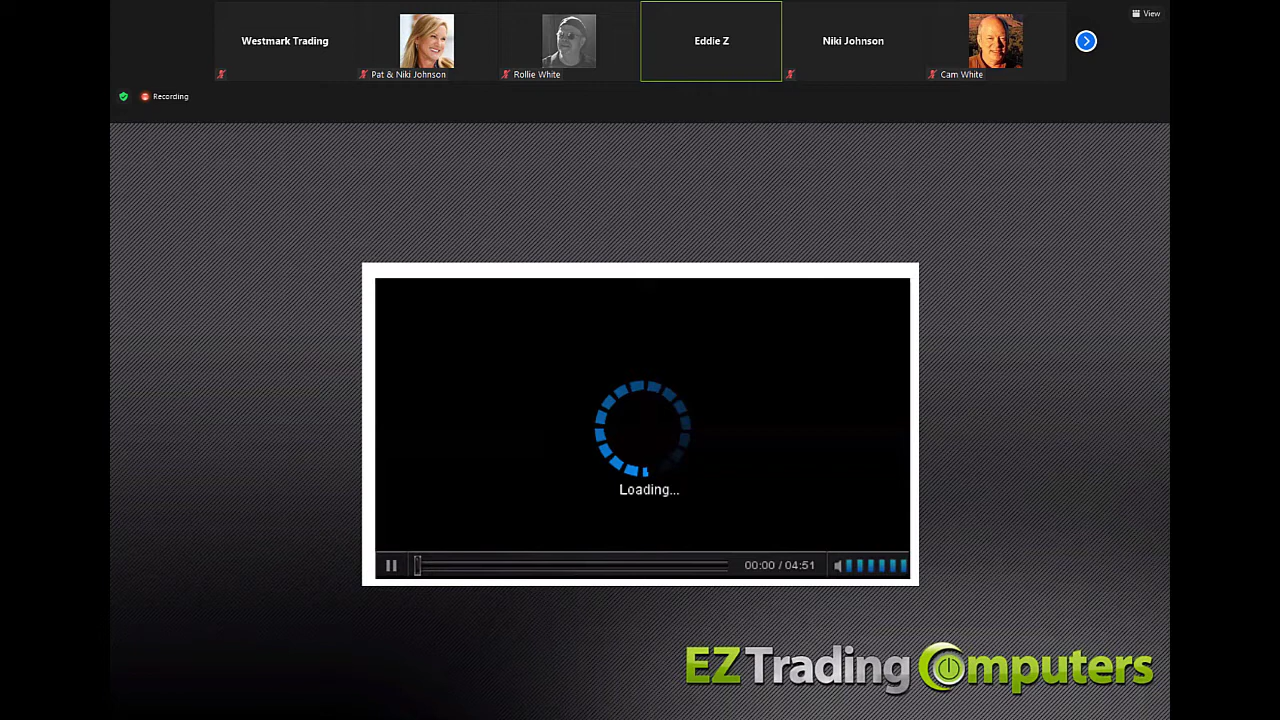 Westmark Trading
Pat & Niki Johnson
Rollie White
Eddie Z
Niki Johnson
Cam White
View
Recording
Loading...
00:00 / 04:51
EZTrading Computers